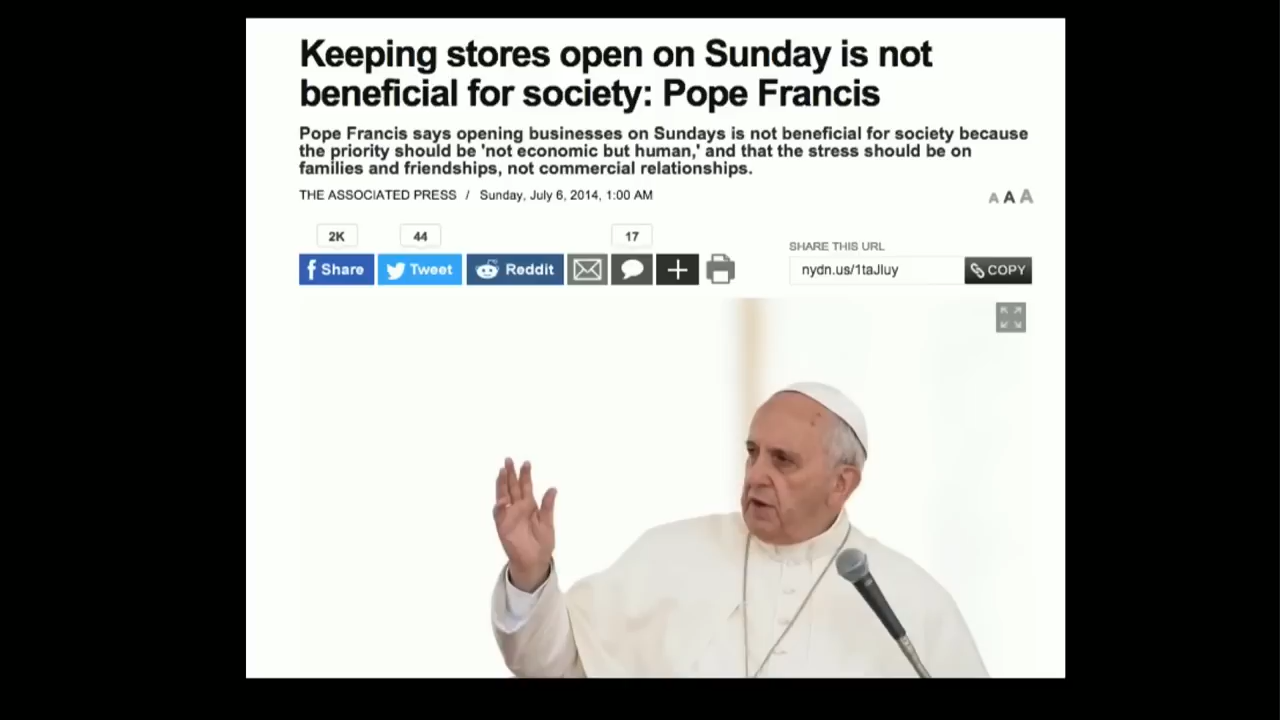 Keeping stores open on Sunday is not
beneficial for society: Pope Francis
Pope Francis says opening businesses on Sundays is not beneficial for society because
the priority should be 'not economic but human,' and that the stress should be on
families and friendships, not commercial relationships.
THE ASSOCIATED PRESS / Sunday, July 6, 2014, 1:00 AM
A A A
2K
44
17
Share
Tweet
Reddit
SHARE THIS URL
nydn.us/1taJluy
COPY